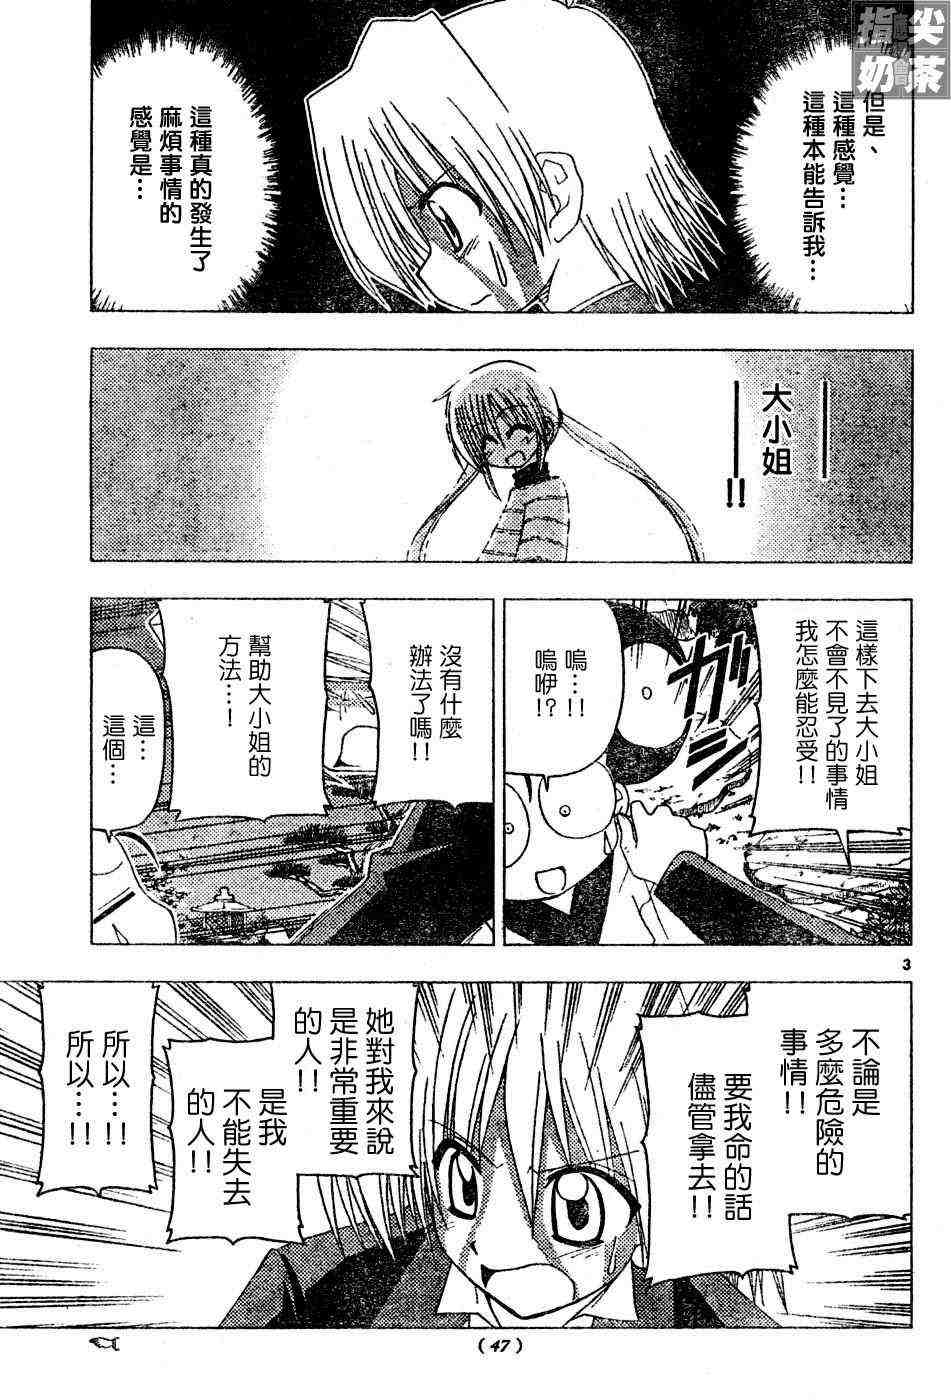 指尖
奶茶
但是、
這種感覺…
這種本能告訴我…
這種真的發生了
麻煩事情的
感覺是…
大小姐
!!
這樣下去大小姐
不會不見了的事情
我怎麼能忍受!!
ガ
嗚…!!
嗚咿!?
沒有什麼
辦法了嗎!!
幫助大小姐的
方法…!
這…
這個…
3
不論是
多麼危險的
事情!!
要我命的話
儘管拿去!!
她對我來說
是非常重要
的人!!
是我
不能失去
的人!!
所以…!!
所以…!!
(47)